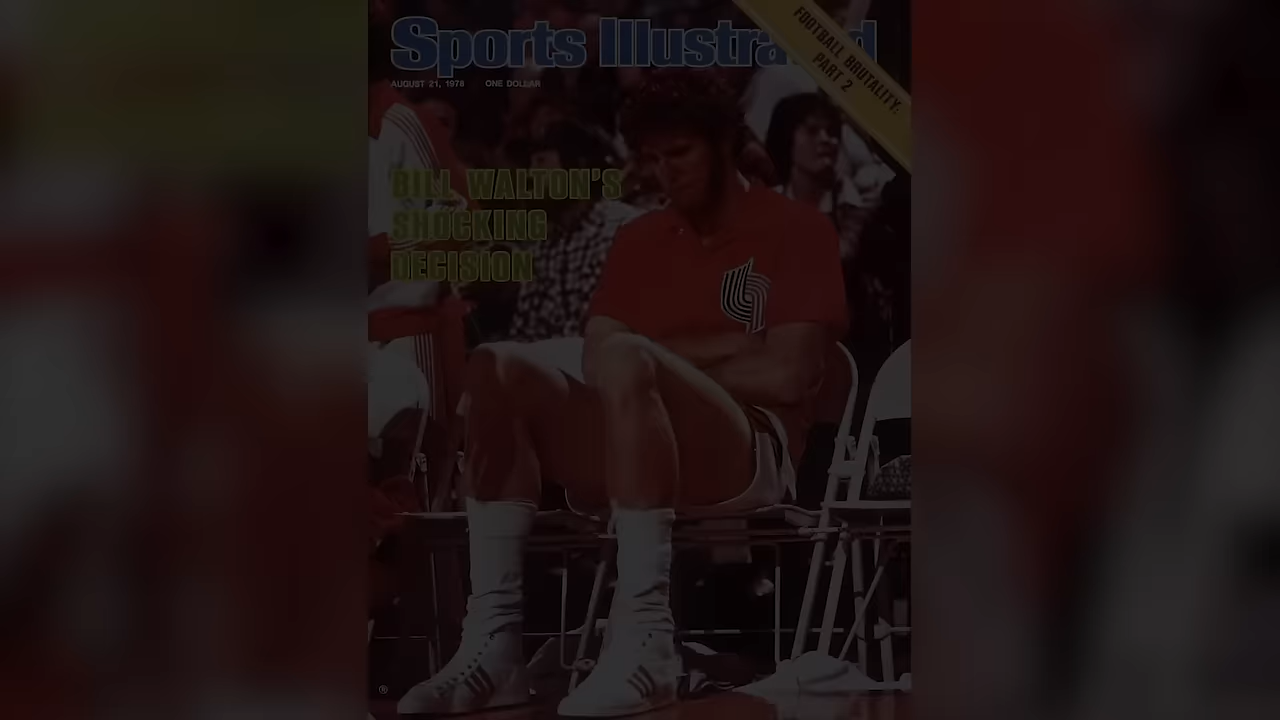 Sports Illustrated
FOOTBALL BRUTALITY:
PART 2
AUGUST 21, 1978 ONE DOLLAR
BILL WALTON'S
SHOCKING
DECISION
®